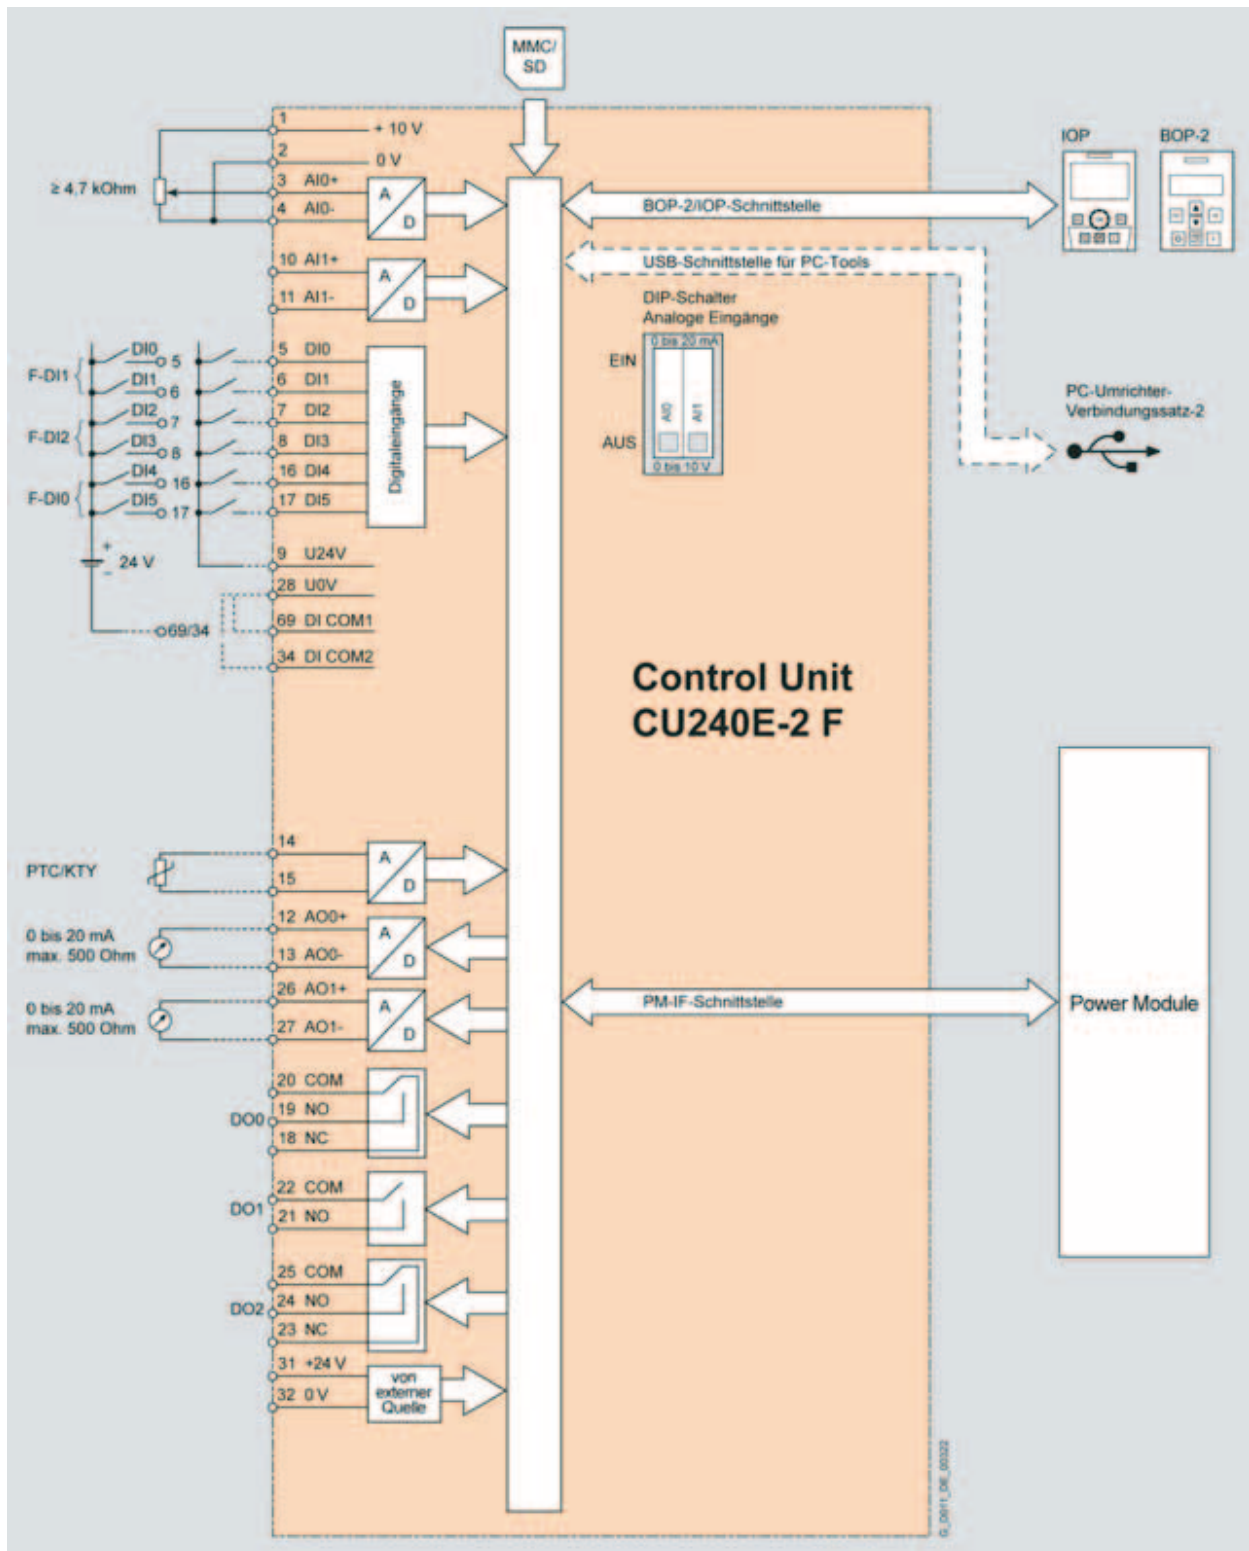 MMC/
SD
1
+ 10 V
2
0 V
≥ 4,7 kOhm
3 AI0+
4 AI0-
A
D
10 AI1+
11 AI1-
A
D
BOP-2/IOP-Schnittstelle
IOP
BOP-2
USB-Schnittstelle für PC-Tools
DIP-Schalter
Analoge Eingänge
0 bis 20 mA
EIN
AI0
AI1
AUS
0 bis 10 V
PC-Umrichter-
Verbindungssatz-2
F-DI1
F-DI2
F-DI0
DI0 5
DI1 6
DI2 7
DI3 8
DI4 16
DI5 17
5 DI0
6 DI1
7 DI2
8 DI3
16 DI4
17 DI5
Digitaleingänge
+
24 V
–
9 U24V
28 U0V
69/34
69 DI COM1
34 DI COM2
Control Unit
CU240E-2 F
PTC/KTY
14
15
A
D
0 bis 20 mA
max. 500 Ohm
12 AO0+
13 AO0-
A
D
0 bis 20 mA
max. 500 Ohm
26 AO1+
27 AO1-
A
D
PM-IF-Schnittstelle
Power Module
DO0
20 COM
19 NO
18 NC
DO1
22 COM
21 NO
DO2
25 COM
24 NO
23 NC
31 +24 V
32 0 V
von
externer
Quelle
G_D011_DE_00322